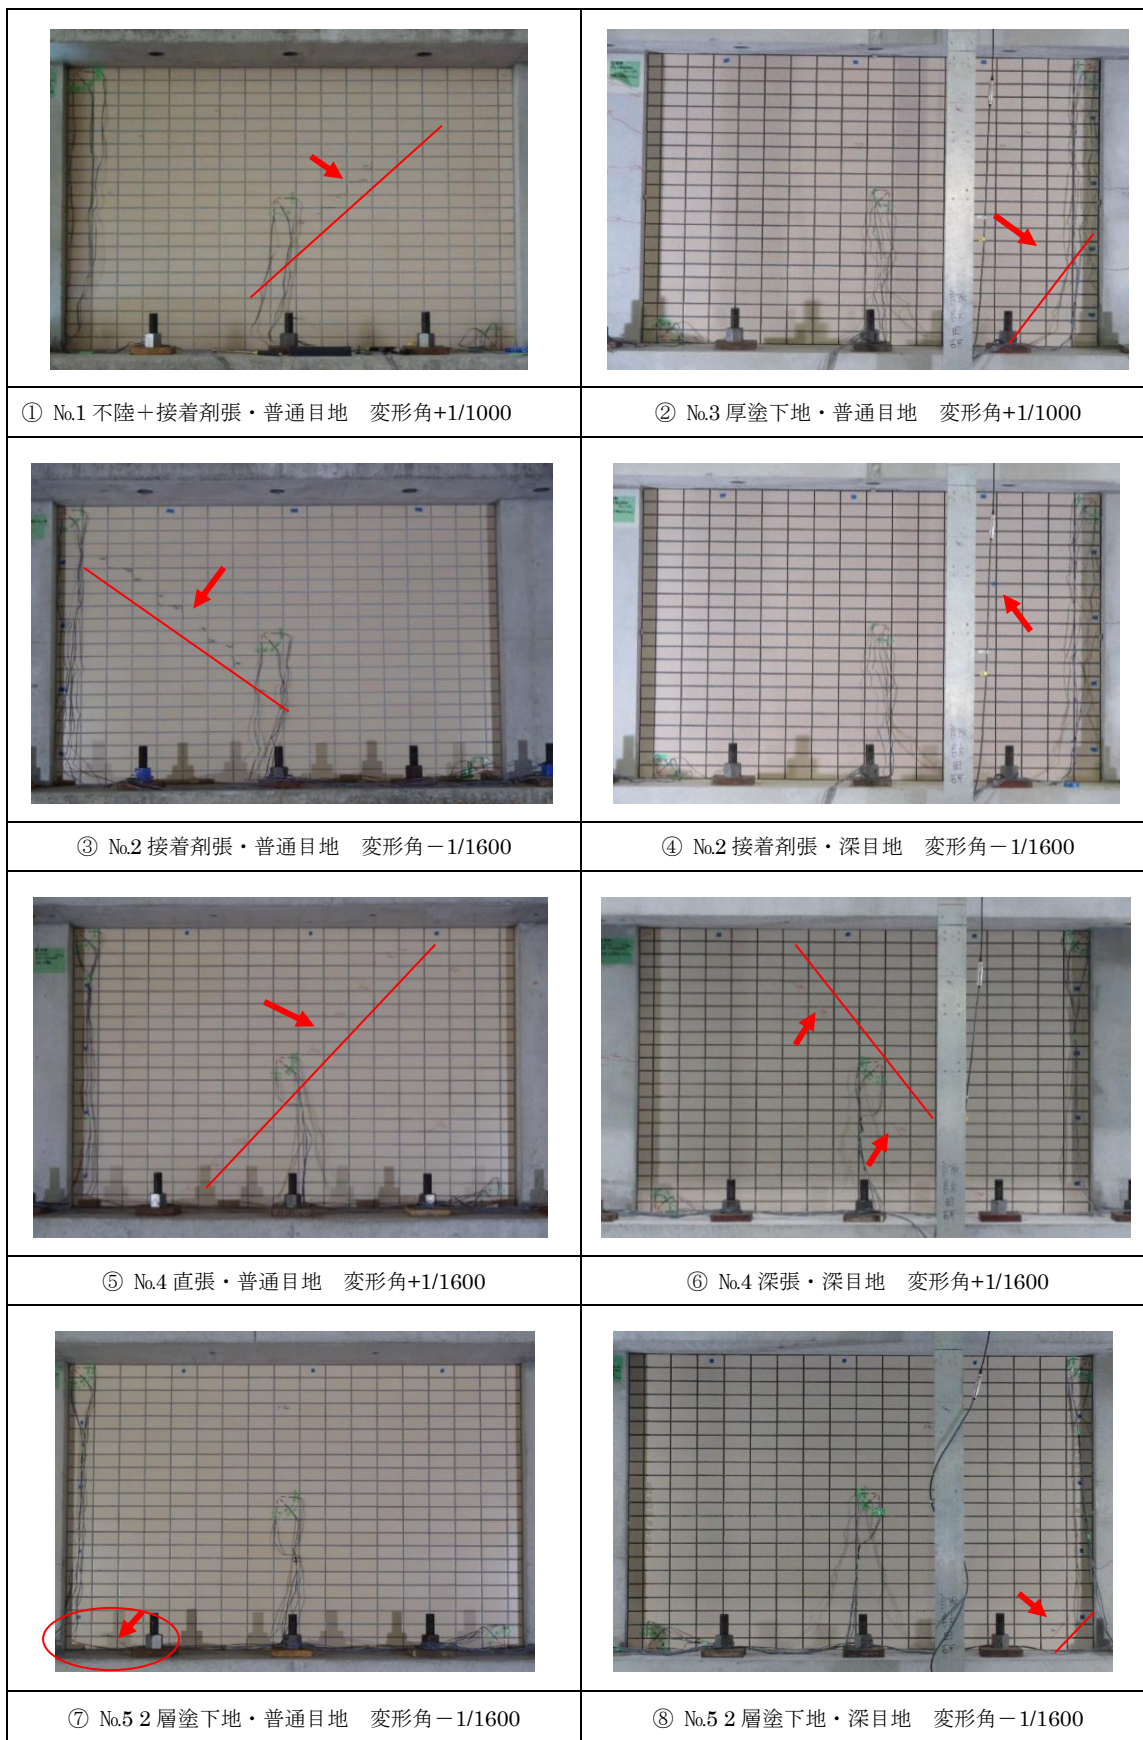 ① №1 不陸＋接着剤張・普通目地　変形角+1/1000
② №3 厚塗下地・普通目地　変形角+1/1000
③ №2 接着剤張・普通目地　変形角－1/1600
④ №2 接着剤張・深目地　変形角－1/1600
⑤ №4 直張・普通目地　変形角+1/1600
⑥ №4 深張・深目地　変形角+1/1600
⑦ №5 2 層塗下地・普通目地　変形角－1/1600
⑧ №5 2 層塗下地・深目地　変形角－1/1600